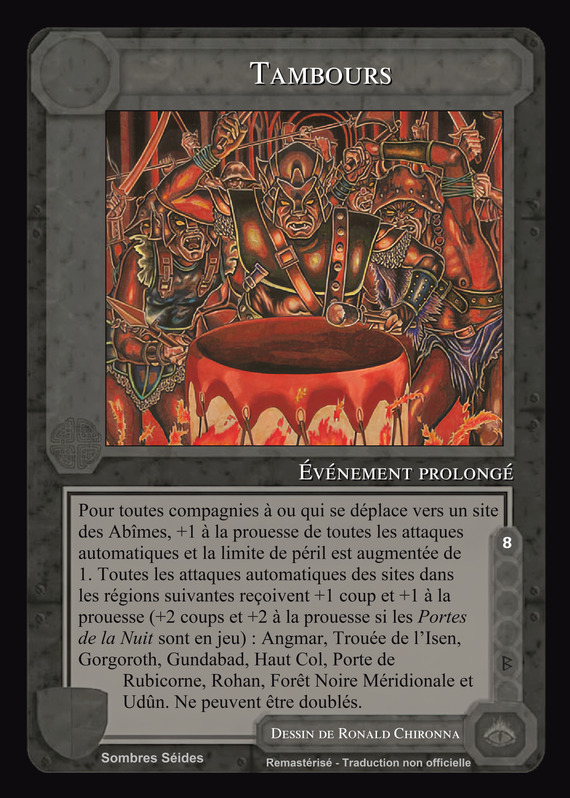 Tambours
Événement prolongé
Pour toutes compagnies à ou qui se déplace vers un site
des Abîmes, +1 à la prouesse de toutes les attaques
automatiques et la limite de péril est augmentée de
1. Toutes les attaques automatiques des sites dans
les régions suivantes reçoivent +1 coup et +1 à la
prouesse (+2 coups et +2 à la prouesse si les Portes
de la Nuit sont en jeu) : Angmar, Trouée de l'Isen,
Gorgoroth, Gundabad, Haut Col, Porte de
Rubicorne, Rohan, Forêt Noire Méridionale et
Udûn. Ne peuvent être doublés.
8
Dessin de Ronald Chironna
Sombres Séides
Remastérisé - Traduction non officielle